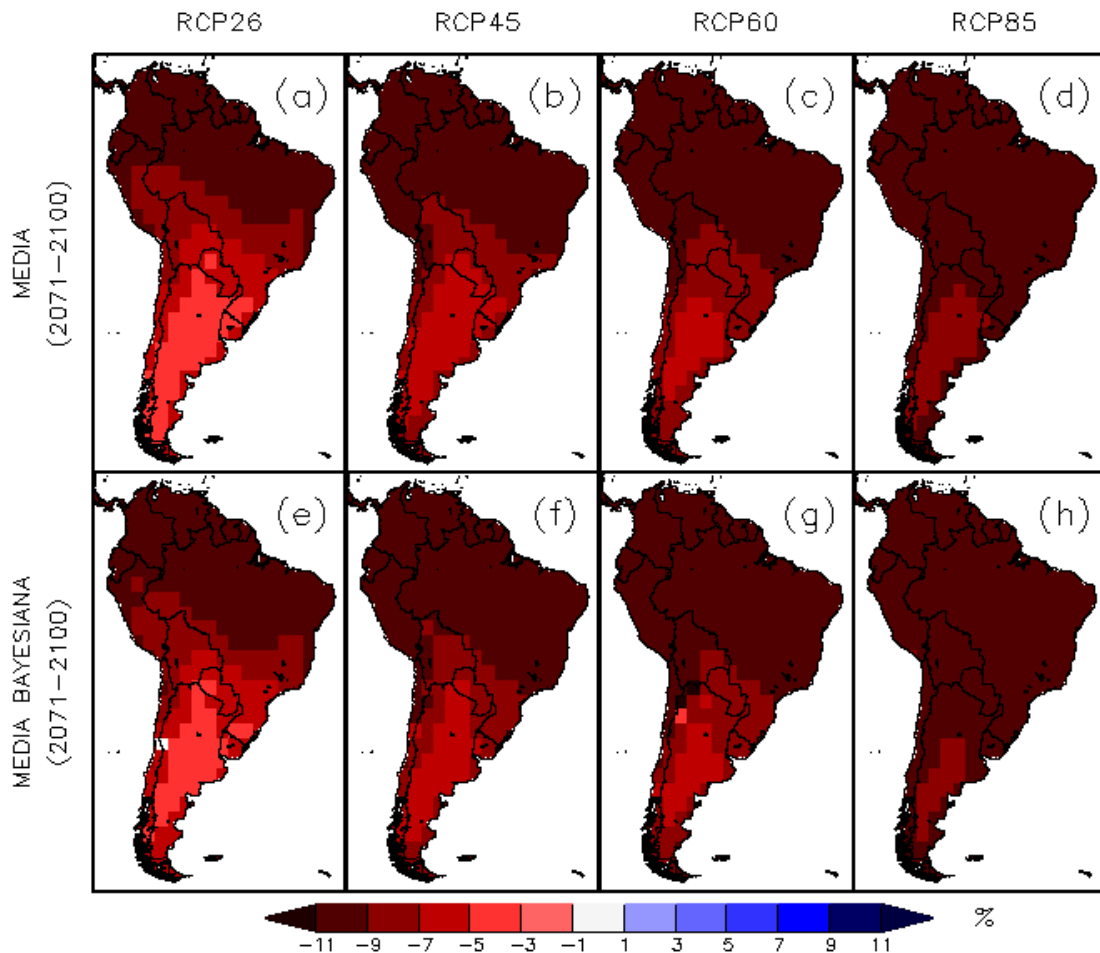 RCP26 RCP45 RCP60 RCP85
MEDIA
(2071-2100)
(a) (b) (c) (d)
MEDIA BAYESIANA
(2071-2100)
(e) (f) (g) (h)
%
-11 -9 -7 -5 -3 -1 1 3 5 7 9 11